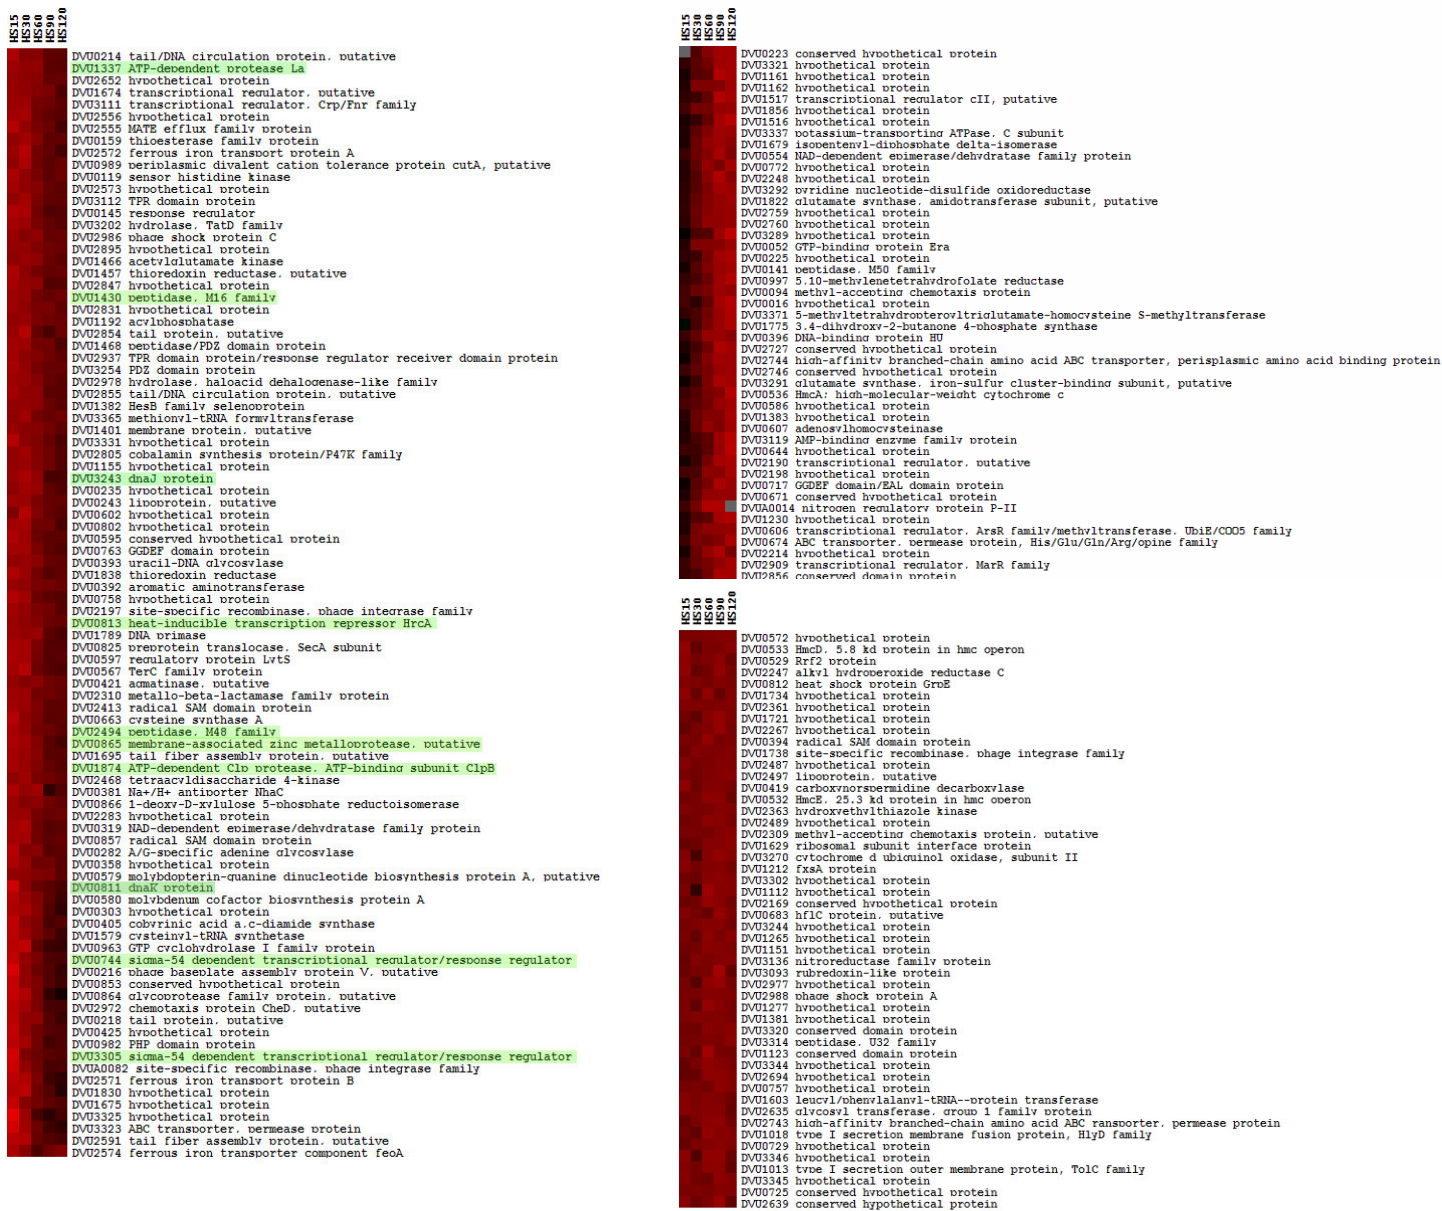 HS15 HS30 HS60 HS90 HS120
DVU0214 tail/DNA circulation protein, putative
DVU1337 ATP-dependent protease La
DVU2652 hypothetical protein
DVU1674 transcriptional regulator, putative
DVU3111 transcriptional regulator, Crp/Fnr family
DVU2556 hypothetical protein
DVU2555 MATE efflux family protein
DVU0159 thioesterase family protein
DVU2572 ferrous iron transport protein A
DVU0989 periplasmic divalent cation tolerance protein cutA, putative
DVU0119 sensor histidine kinase
DVU2573 hypothetical protein
DVU3112 TPR domain protein
DVU0145 response regulator
DVU3202 hydrolase, TatD family
DVU2986 phage shock protein C
DVU2895 hypothetical protein
DVU1466 acetylglutamate kinase
DVU1457 thioredoxin reductase, putative
DVU2847 hypothetical protein
DVU1430 peptidase, M16 family
DVU2831 hypothetical protein
DVU1192 acylphosphatase
DVU2854 tail protein, putative
DVU1468 peptidase/PDZ domain protein
DVU2937 TPR domain protein/response regulator receiver domain protein
DVU3254 PDZ domain protein
DVU2978 hydrolase, haloacid dehalogenase-like family
DVU2855 tail/DNA circulation protein, putative
DVU1382 HesB family selenoprotein
DVU3365 methionyl-tRNA formyltransferase
DVU1401 membrane protein, putative
DVU3331 hypothetical protein
DVU2805 cobalamin synthesis protein/P47K family
DVU1155 hypothetical protein
DVU3243 dnaJ protein
DVU0235 hypothetical protein
DVU0243 lipoprotein, putative
DVU0602 hypothetical protein
DVU0802 hypothetical protein
DVU0595 conserved hypothetical protein
DVU0763 GGDEF domain protein
DVU0393 uracil-DNA glycosylase
DVU1838 thioredoxin reductase
DVU0392 aromatic aminotransferase
DVU0758 hypothetical protein
DVU2197 site-specific recombinase, phage integrase family
DVU0813 heat-inducible transcription repressor HrcA
DVU1789 DNA primase
DVU0825 preprotein translocase, SecA subunit
DVU0597 regulatory protein LytS
DVU0567 TerC family protein
DVU0421 agmatinase, putative
DVU2310 metallo-beta-lactamase family protein
DVU2413 radical SAM domain protein
DVU0663 cysteine synthase A
DVU2494 peptidase, M48 family
DVU0865 membrane-associated zinc metalloprotease, putative
DVU1695 tail fiber assembly protein, putative
DVU1874 ATP-dependent Clp protease, ATP-binding subunit ClpB
DVU2468 tetraacyldisaccharide 4-kinase
DVU0381 Na+/H+ antiporter NhaC
DVU0866 1-deoxy-D-xylulose 5-phosphate reductoisomerase
DVU2283 hypothetical protein
DVU0319 NAD-dependent epimerase/dehydratase family protein
DVU0857 radical SAM domain protein
DVU0282 A/G-specific adenine glycosylase
DVU0358 hypothetical protein
DVU0579 molybdopterin-guanine dinucleotide biosynthesis protein A, putative
DVU0811 dnaK protein
DVU0580 molybdenum cofactor biosynthesis protein A
DVU0303 hypothetical protein
DVU0405 cobyrinic acid a,c-diamide synthase
DVU1579 cysteinyl-tRNA synthetase
DVU0963 GTP cyclohydrolase I family protein
DVU0744 sigma-54 dependent transcriptional regulator/response regulator
DVU0216 phage baseplate assembly protein V, putative
DVU0853 conserved hypothetical protein
DVU0864 glycoprotease family protein, putative
DVU2972 chemotaxis protein CheD, putative
DVU0218 tail protein, putative
DVU0425 hypothetical protein
DVU0982 PHP domain protein
DVU3305 sigma-54 dependent transcriptional regulator/response regulator
DVUA0082 site-specific recombinase, phage integrase family
DVU2571 ferrous iron transport protein B
DVU1830 hypothetical protein
DVU1675 hypothetical protein
DVU3325 hypothetical protein
DVU3323 ABC transporter, permease protein
DVU2591 tail fiber assembly protein, putative
DVU2574 ferrous iron transporter component feoA
HS15 HS30 HS60 HS90 HS120
DVU0223 conserved hypothetical protein
DVU3321 hypothetical protein
DVU1161 hypothetical protein
DVU1162 hypothetical protein
DVU1517 transcriptional regulator cII, putative
DVU1856 hypothetical protein
DVU1516 hypothetical protein
DVU3337 potassium-transporting ATPase, C subunit
DVU1679 isopentenyl-diphosphate delta-isomerase
DVU0554 NAD-dependent epimerase/dehydratase family protein
DVU0772 hypothetical protein
DVU2248 hypothetical protein
DVU3292 pyridine nucleotide-disulfide oxidoreductase
DVU1822 glutamate synthase, amidotransferase subunit, putative
DVU2759 hypothetical protein
DVU2760 hypothetical protein
DVU3289 hypothetical protein
DVU0052 GTP-binding protein Era
DVU0225 hypothetical protein
DVU0141 peptidase, M50 family
DVU0997 5,10-methylenetetrahydrofolate reductase
DVU0094 methyl-accepting chemotaxis protein
DVU0016 hypothetical protein
DVU3371 5-methyltetrahydropteroyltriglutamate-homocysteine S-methyltransferase
DVU1775 3,4-dihydroxy-2-butanone 4-phosphate synthase
DVU0396 DNA-binding protein HU
DVU2727 conserved hypothetical protein
DVU2744 high-affinity branched-chain amino acid ABC transporter, perisplasmic amino acid binding protein
DVU2746 conserved hypothetical protein
DVU3291 glutamate synthase, iron-sulfur cluster-binding subunit, putative
DVU0536 HmcA: high-molecular-weight cytochrome c
DVU0586 hypothetical protein
DVU1383 hypothetical protein
DVU0607 adenosylhomocysteinase
DVU3119 AMP-binding enzyme family protein
DVU0644 hypothetical protein
DVU2190 transcriptional regulator, putative
DVU2198 hypothetical protein
DVU0717 GGDEF domain/EAL domain protein
DVU0671 conserved hypothetical protein
DVUA0014 nitrogen regulatory protein P-II
DVU1230 hypothetical protein
DVU0606 transcriptional regulator, ArsR family/methyltransferase, UbiE/COQ5 family
DVU0674 ABC transporter, permease protein, His/Glu/Gln/Arg/opine family
DVU2214 hypothetical protein
DVU2909 transcriptional regulator, MarR family
DVU2856 conserved domain protein
HS15 HS30 HS60 HS90 HS120
DVU0572 hypothetical protein
DVU0533 HmcD, 5.8 kd protein in hmc operon
DVU0529 Rrf2 protein
DVU2247 alkyl hydroperoxide reductase C
DVU0812 heat shock protein GrpE
DVU1734 hypothetical protein
DVU2361 hypothetical protein
DVU1721 hypothetical protein
DVU2267 hypothetical protein
DVU0394 radical SAM domain protein
DVU1738 site-specific recombinase, phage integrase family
DVU2487 hypothetical protein
DVU2497 lipoprotein, putative
DVU0419 carboxynorspermidine decarboxylase
DVU0532 HmcE, 25.3 kd protein in hmc operon
DVU2363 hydroxyethylthiazole kinase
DVU2489 hypothetical protein
DVU2309 methyl-accepting chemotaxis protein, putative
DVU1629 ribosomal subunit interface protein
DVU3270 cytochrome d ubiquinol oxidase, subunit II
DVU1212 fxsA protein
DVU3302 hypothetical protein
DVU1112 hypothetical protein
DVU2169 conserved hypothetical protein
DVU0683 hflC protein, putative
DVU3244 hypothetical protein
DVU1265 hypothetical protein
DVU1151 hypothetical protein
DVU3136 nitroreductase family protein
DVU3093 rubredoxin-like protein
DVU2977 hypothetical protein
DVU2988 phage shock protein A
DVU1277 hypothetical protein
DVU1381 hypothetical protein
DVU3320 conserved domain protein
DVU3314 peptidase, U32 family
DVU1123 conserved domain protein
DVU3344 hypothetical protein
DVU2694 hypothetical protein
DVU0757 hypothetical protein
DVU1603 leucyl/phenylalanyl-tRNA--protein transferase
DVU2635 glycosyl transferase, group 1 family protein
DVU2743 high-affinity branched-chain amino acid ABC ransporter, permease protein
DVU1018 type I secretion membrane fusion protein, HlyD family
DVU0729 hypothetical protein
DVU3346 hypothetical protein
DVU1013 type I secretion outer membrane protein, TolC family
DVU3345 hypothetical protein
DVU0725 conserved hypothetical protein
DVU2639 conserved hypothetical protein